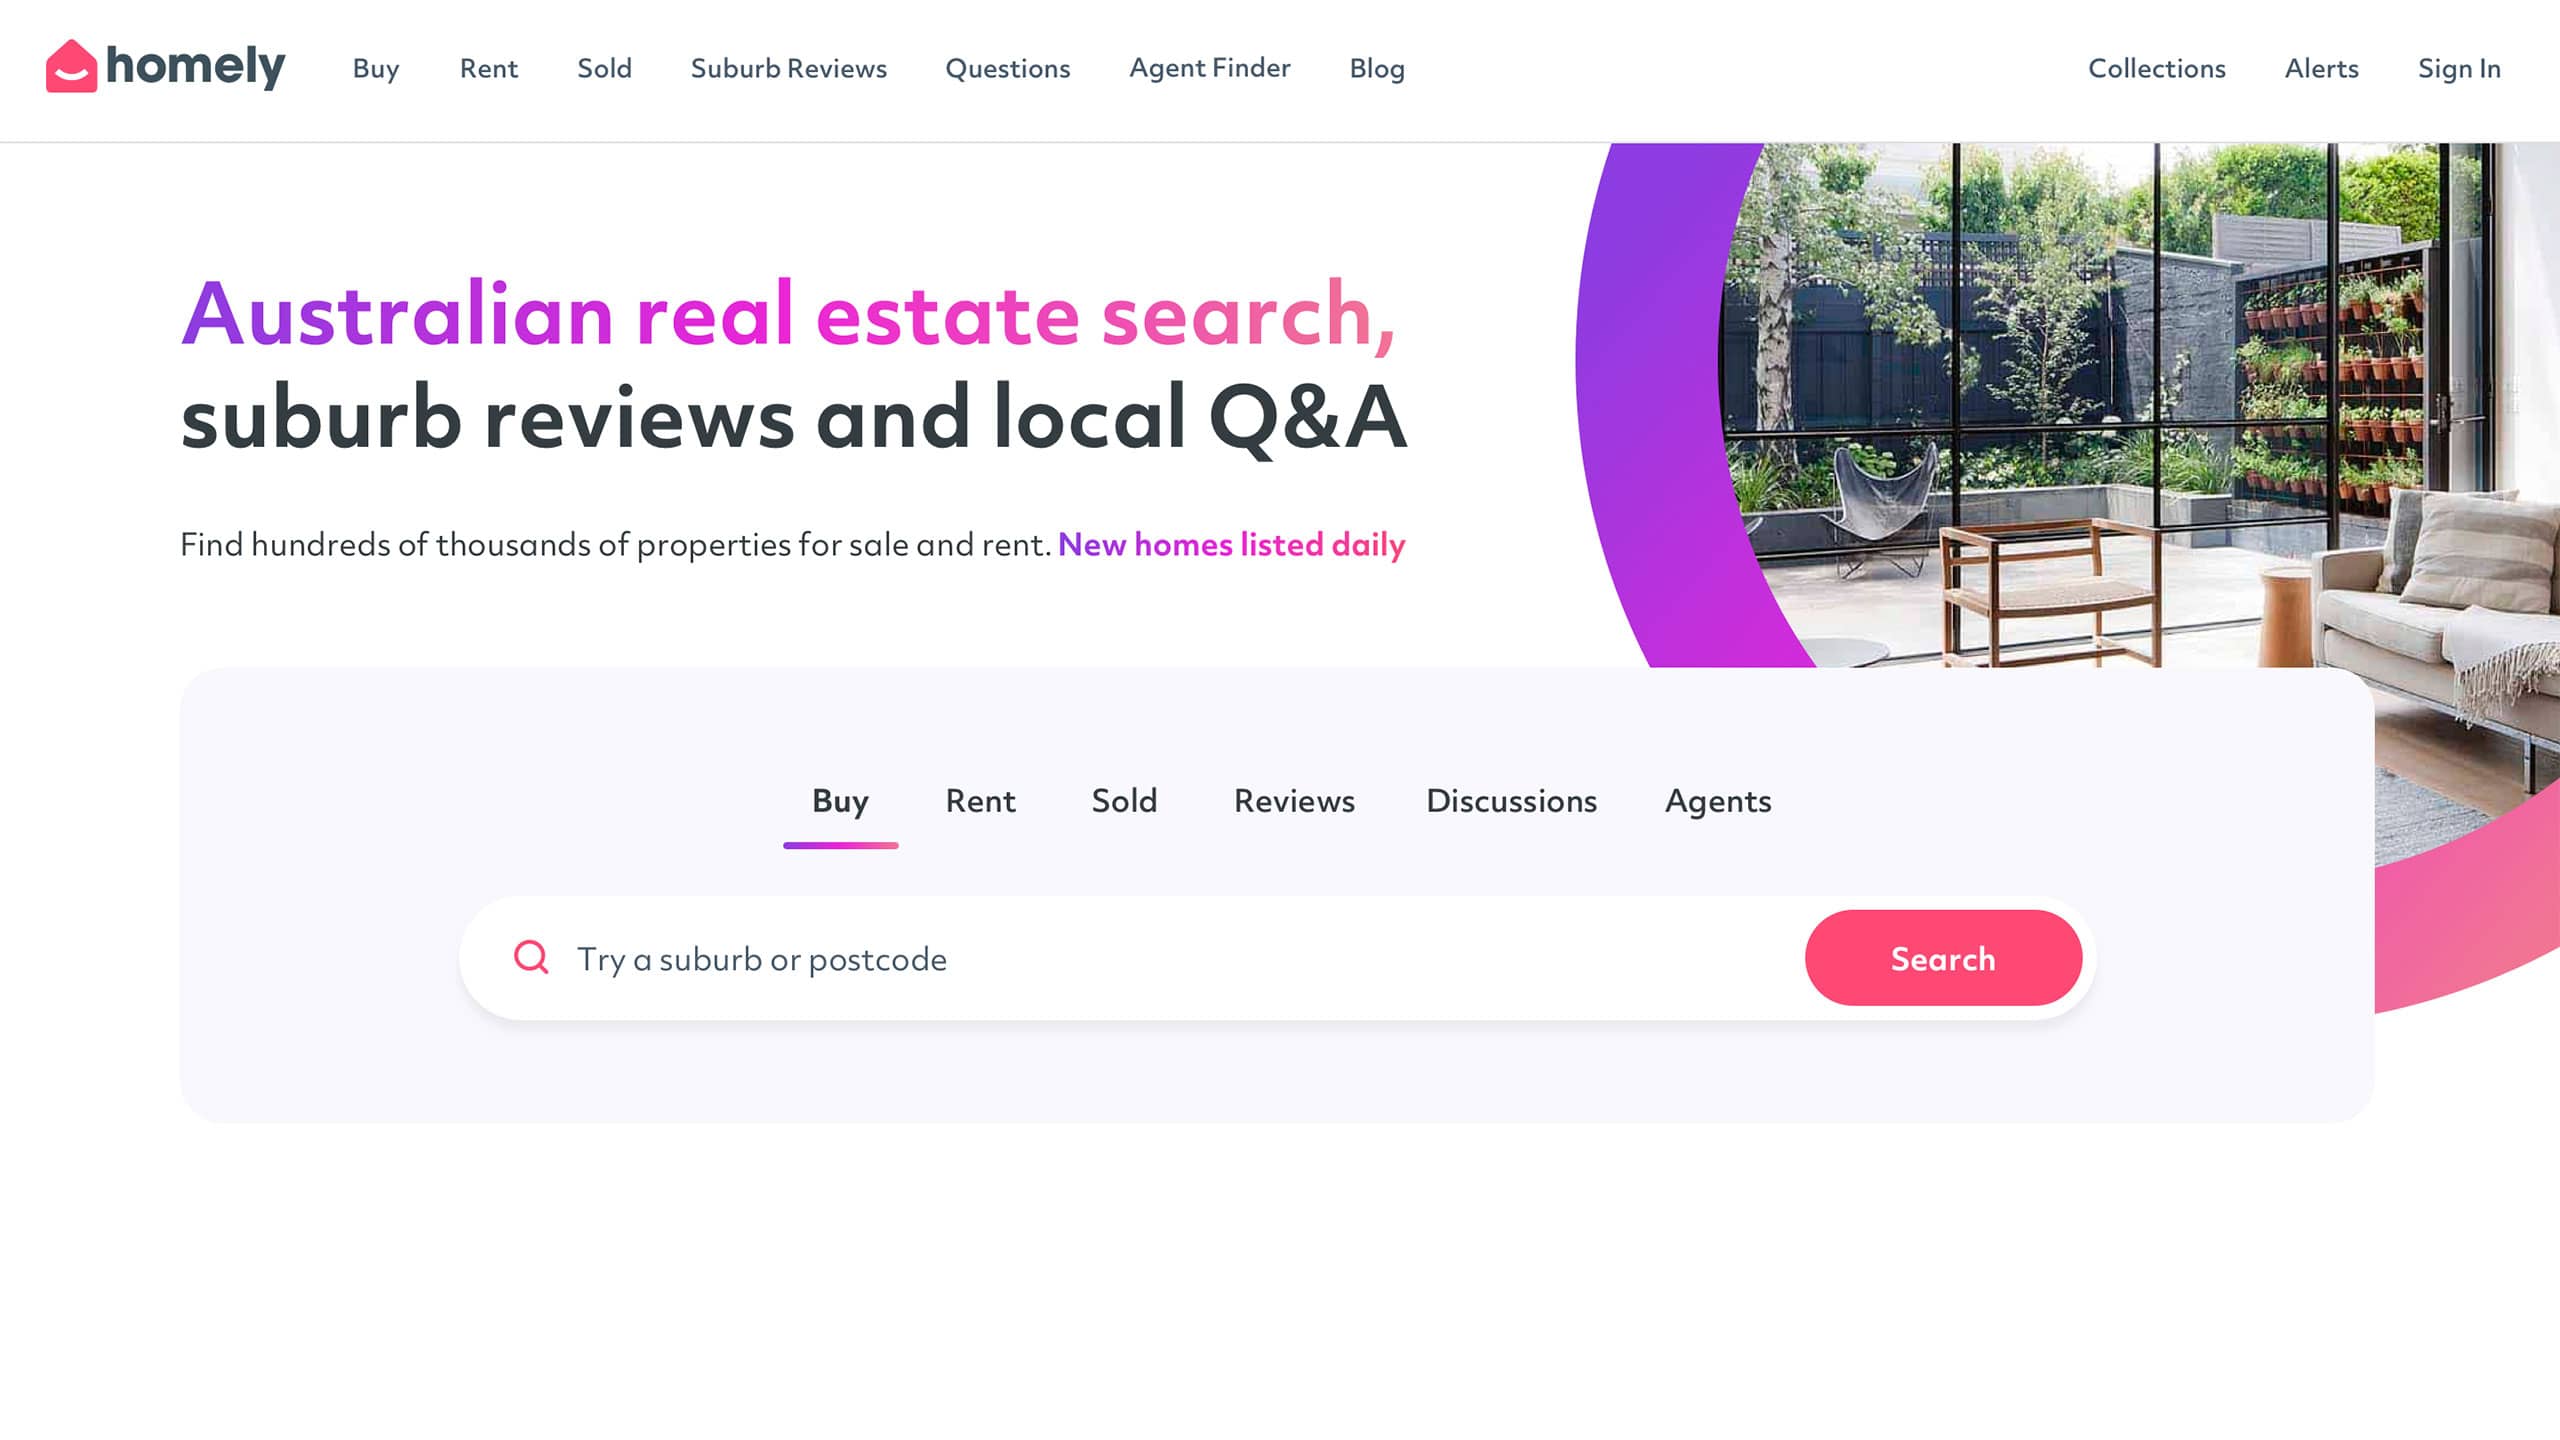 homely
Buy Rent Sold Suburb Reviews Questions Agent Finder Blog
Collections Alerts Sign In
Australian real estate search,
suburb reviews and local Q&A
Find hundreds of thousands of properties for sale and rent. New homes listed daily
Buy Rent Sold Reviews Discussions Agents
Try a suburb or postcode
Search